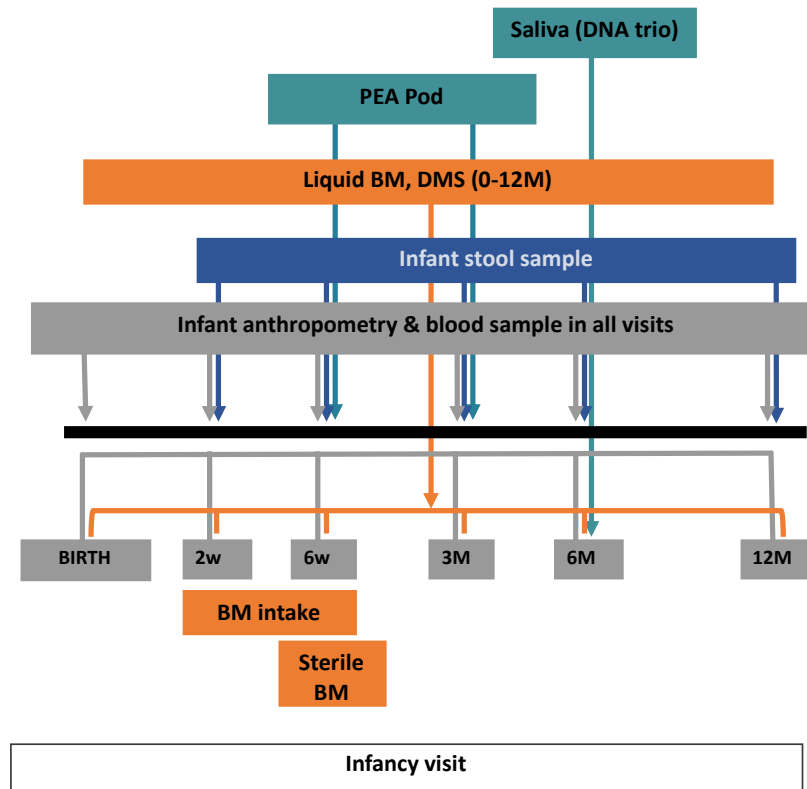 Saliva (DNA trio)
PEA Pod
Liquid BM, DMS (0-12M)
Infant stool sample
Infant anthropometry & blood sample in all visits
BIRTH
2w
6w
3M
6M
12M
BM intake
Sterile
BM
Infancy visit